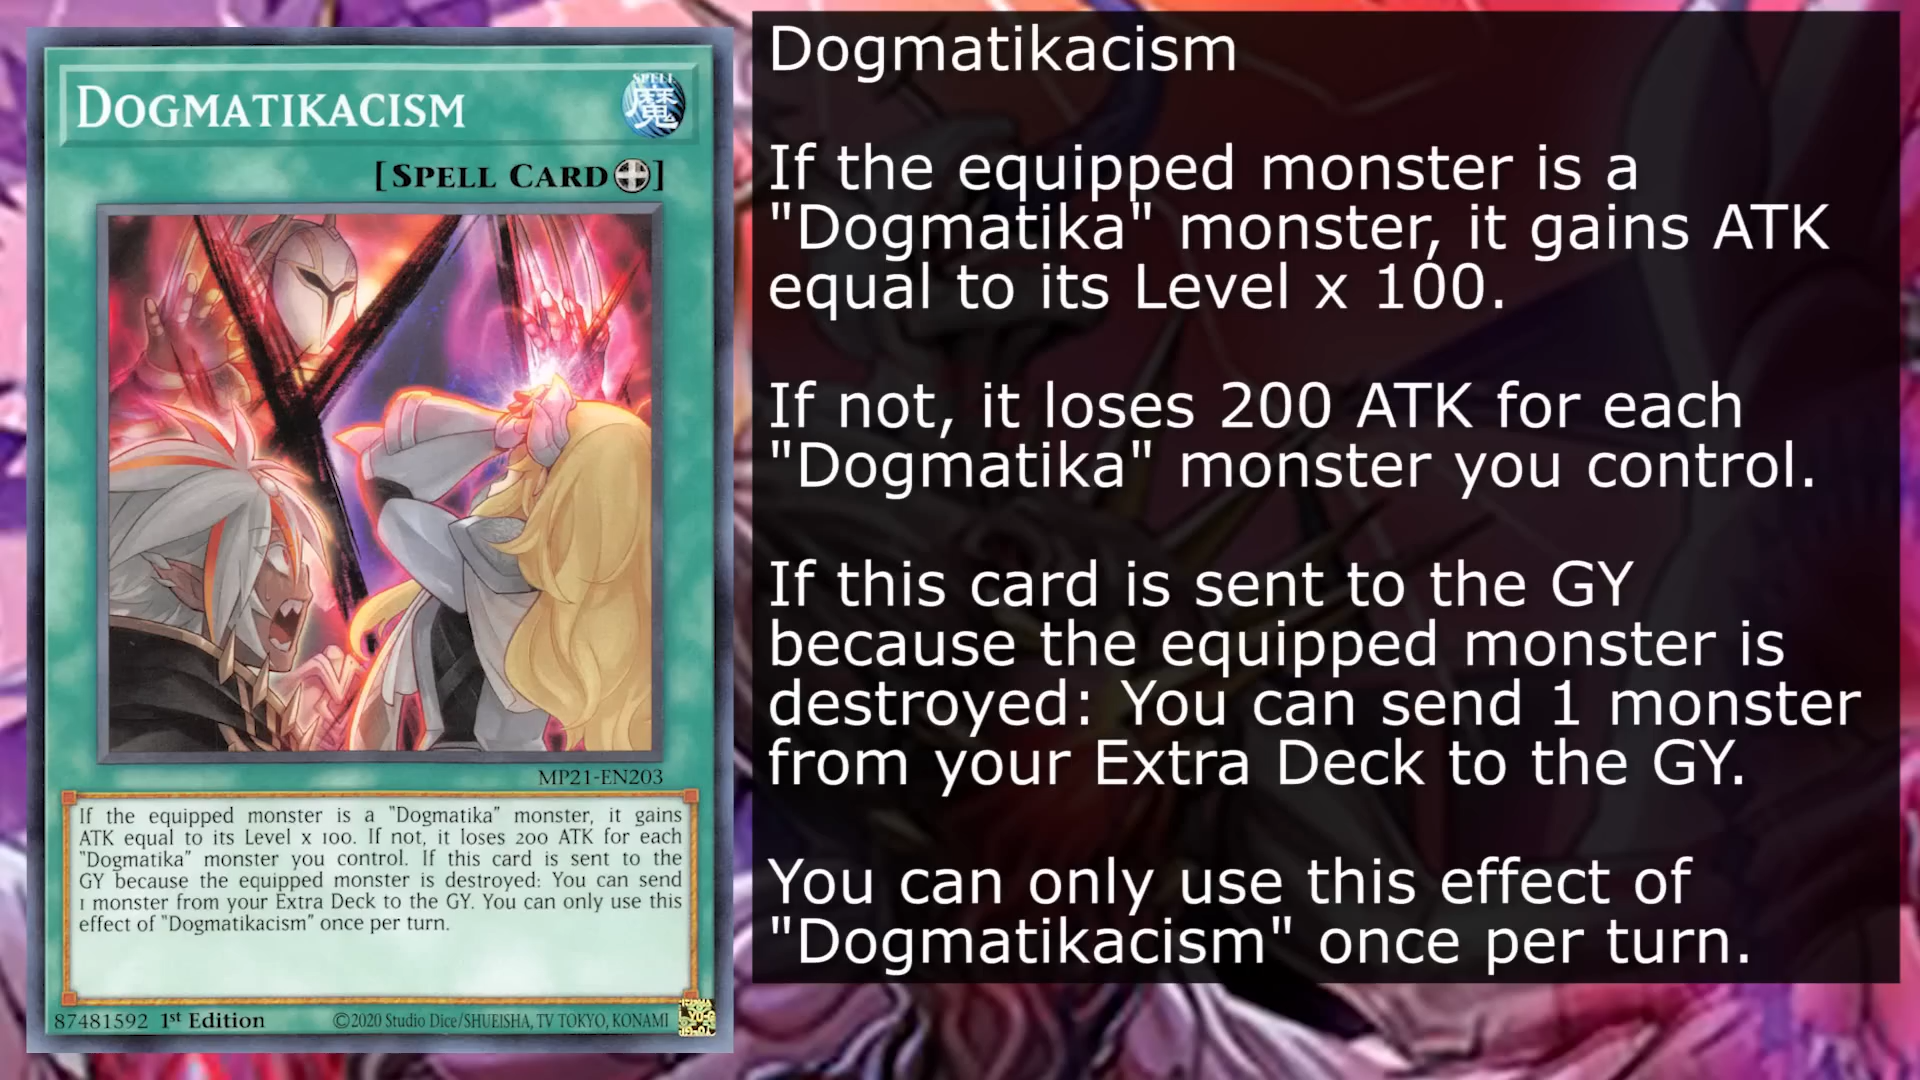 DOGMATIKACISM
SPELL
魔
[SPELL CARD]
MP21-EN203
If the equipped monster is a "Dogmatika" monster, it gains
ATK equal to its Level x 100. If not, it loses 200 ATK for each
"Dogmatika" monster you control. If this card is sent to the
GY because the equipped monster is destroyed: You can send
1 monster from your Extra Deck to the GY. You can only use this
effect of "Dogmatikacism" once per turn.
87481592 1st Edition
©2020 Studio Dice/SHUEISHA, TV TOKYO, KONAMI
Dogmatikacism
If the equipped monster is a
"Dogmatika" monster, it gains ATK
equal to its Level x 100.
If not, it loses 200 ATK for each
"Dogmatika" monster you control.
If this card is sent to the GY
because the equipped monster is
destroyed: You can send 1 monster
from your Extra Deck to the GY.
You can only use this effect of
"Dogmatikacism" once per turn.